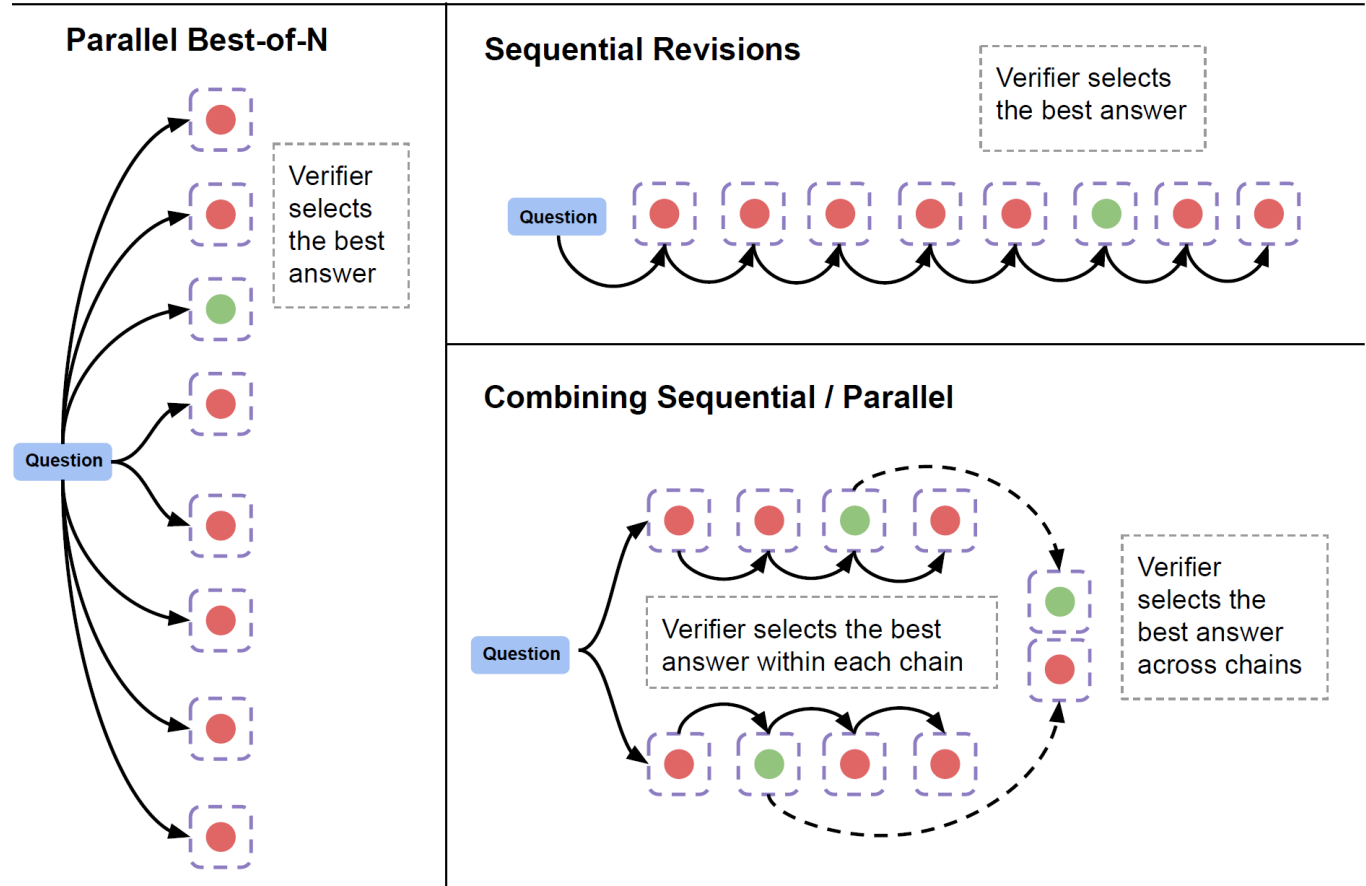 Parallel Best-of-N
Verifier
selects
the best
answer
Question
Sequential Revisions
Verifier selects
the best answer
Question
Combining Sequential / Parallel
Question
Verifier selects the best
answer within each chain
Verifier
selects the
best answer
across chains